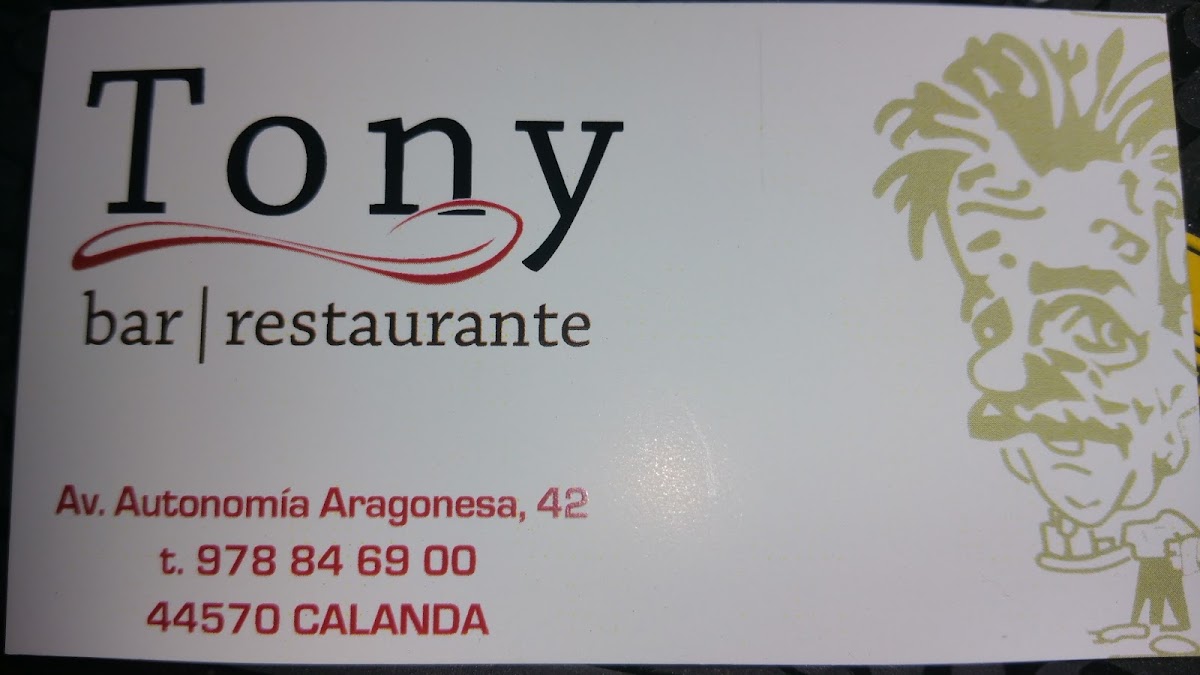 Tony
bar | restaurante
Av. Autonomía Aragonesa, 42
t. 978 84 69 00
44570 CALANDA